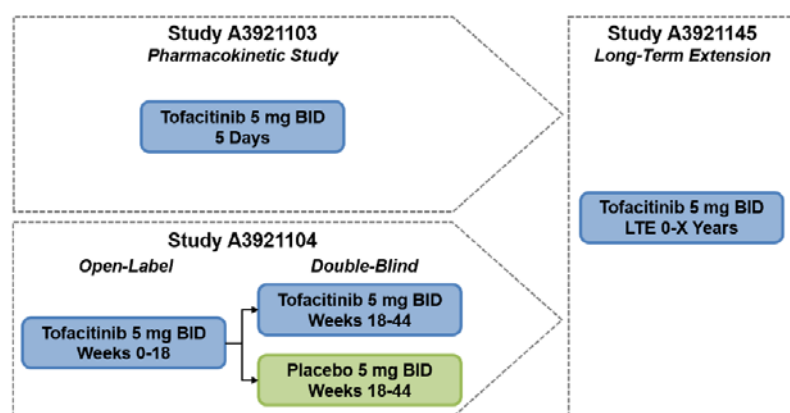 Study A3921103
Pharmacokinetic Study
Tofacitinib 5 mg BID
5 Days
Study A3921145
Long-Term Extension
Tofacitinib 5 mg BID
LTE 0-X Years
Study A3921104
Open-Label
Double-Blind
Tofacitinib 5 mg BID
Weeks 0-18
Tofacitinib 5 mg BID
Weeks 18-44
Placebo 5 mg BID
Weeks 18-44